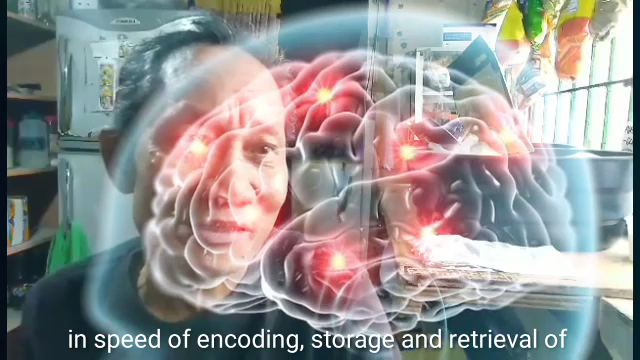 in speed of encoding, storage and retrieval of